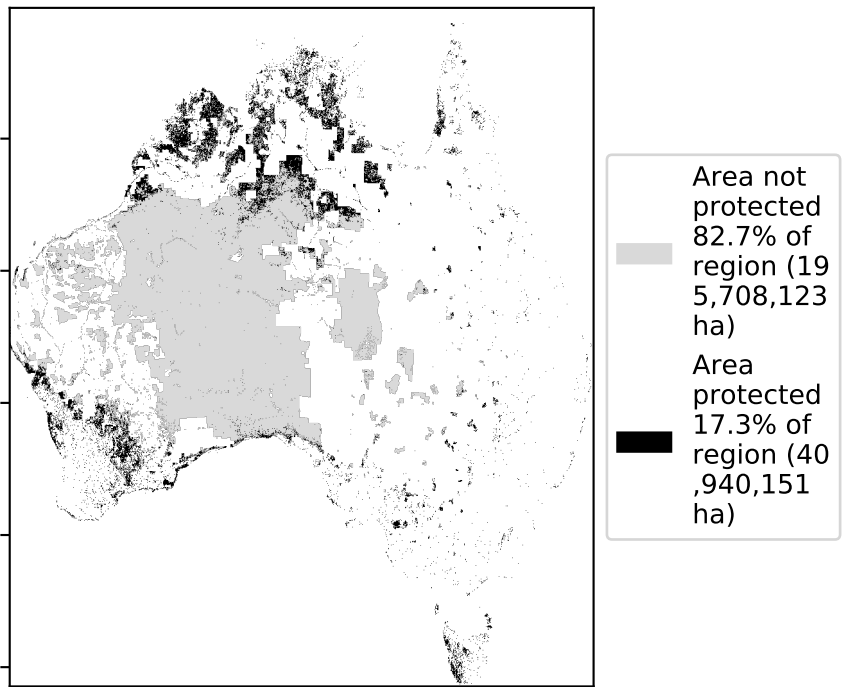 Area not
protected
82.7% of
region (19
5,708,123
ha)
Area
protected
17.3% of
region (40
,940,151
ha)